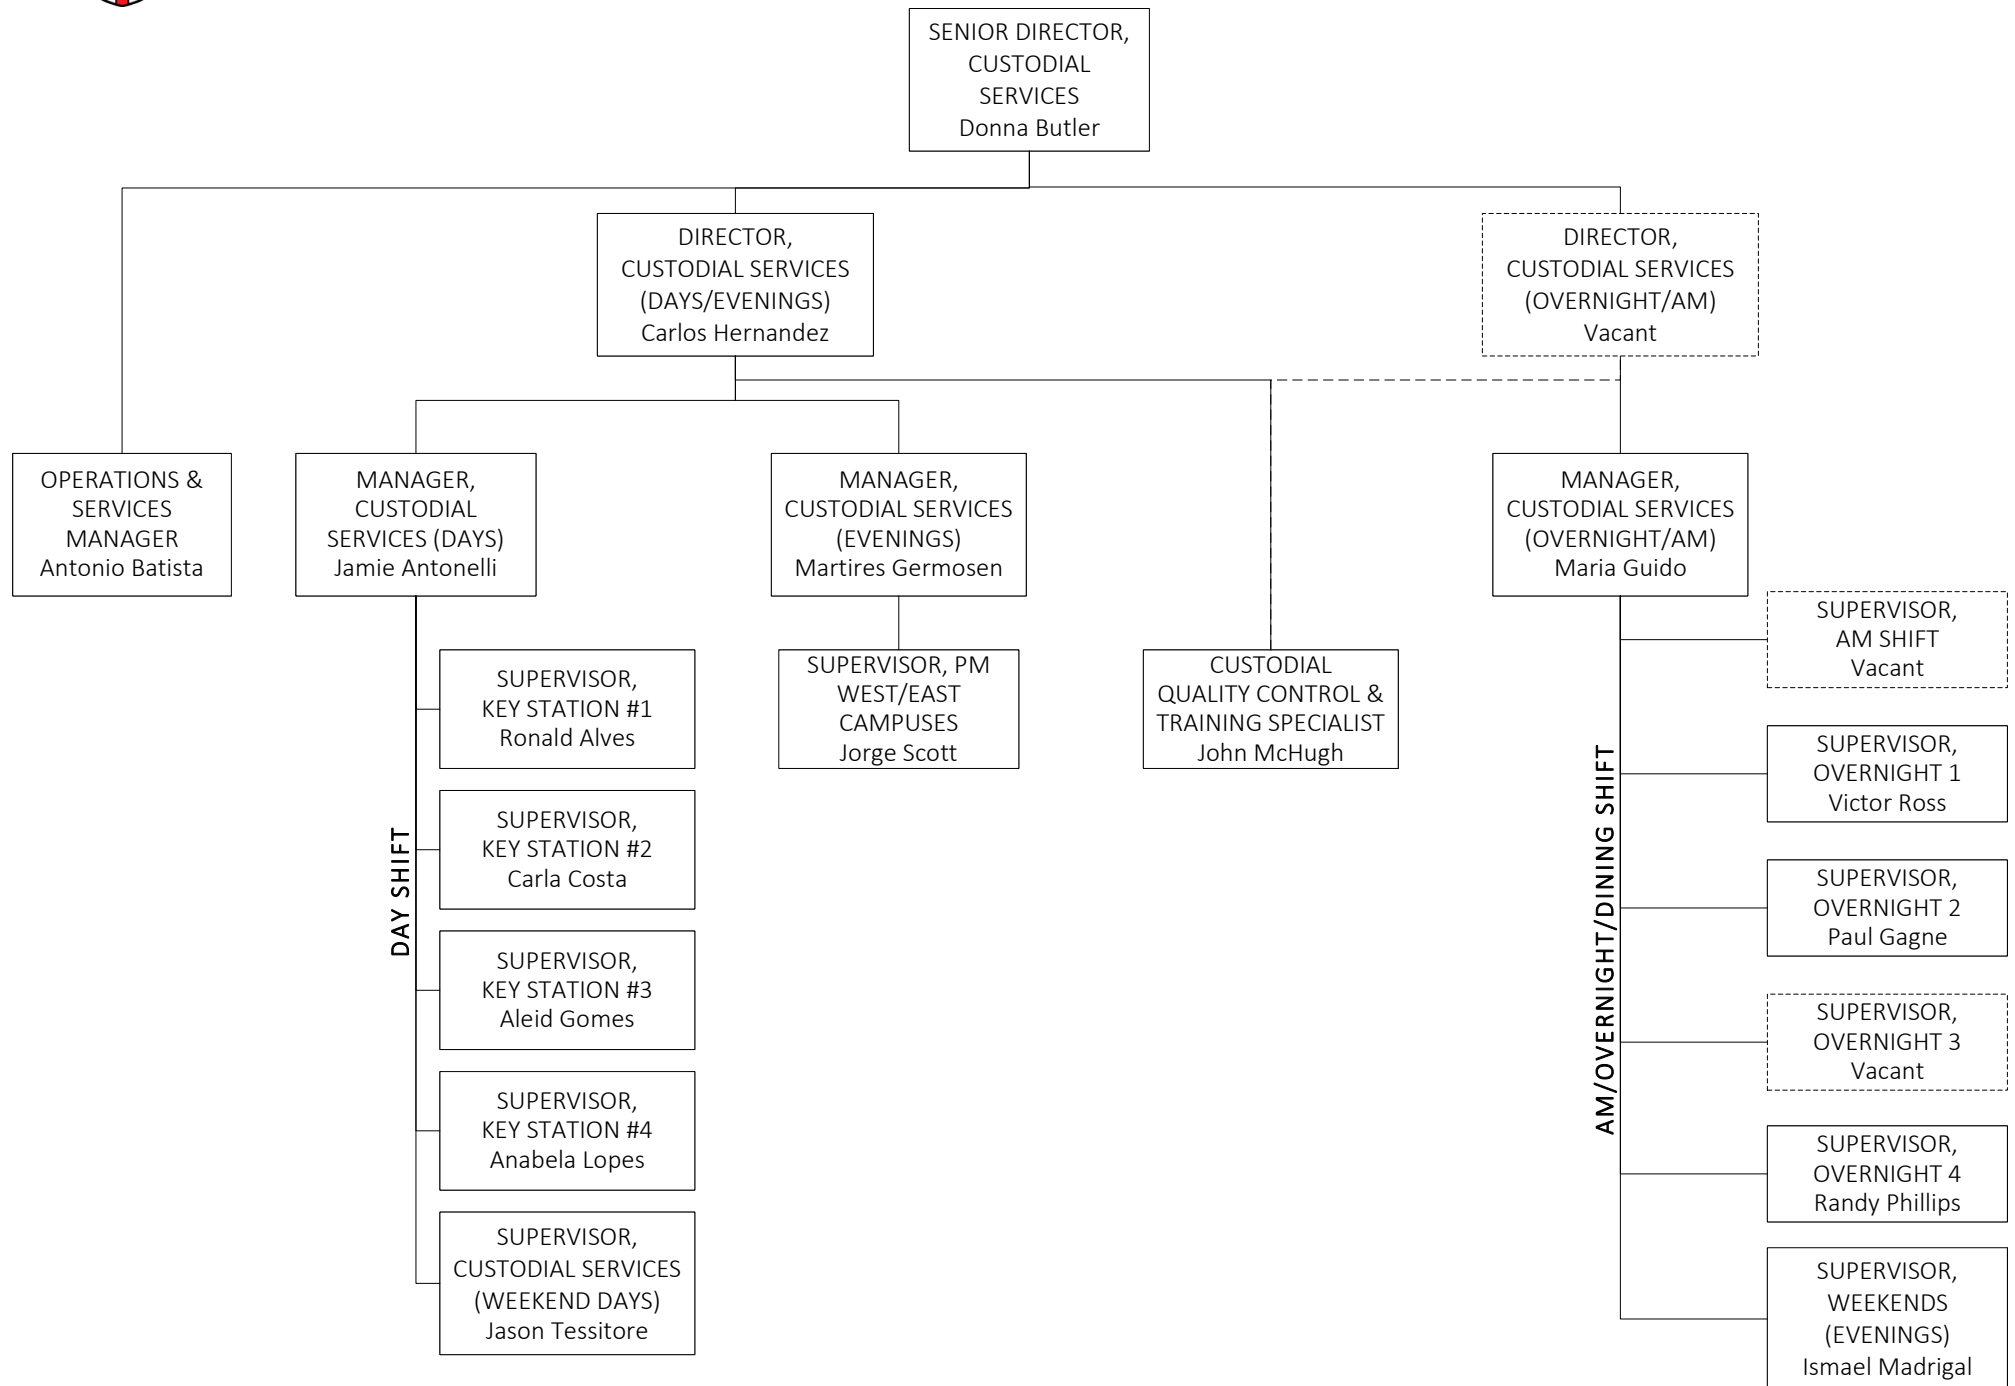 SENIOR DIRECTOR,
CUSTODIAL
SERVICES
Donna Butler
DIRECTOR,
CUSTODIAL SERVICES
(DAYS/EVENINGS)
Carlos Hernandez
DIRECTOR,
CUSTODIAL SERVICES
(OVERNIGHT/AM)
Vacant
OPERATIONS &
SERVICES
MANAGER
Antonio Batista
MANAGER,
CUSTODIAL
SERVICES (DAYS)
Jamie Antonelli
MANAGER,
CUSTODIAL SERVICES
(EVENINGS)
Martires Germosen
MANAGER,
CUSTODIAL SERVICES
(OVERNIGHT/AM)
Maria Guido
DAY SHIFT
SUPERVISOR,
KEY STATION #1
Ronald Alves
SUPERVISOR,
KEY STATION #2
Carla Costa
SUPERVISOR,
KEY STATION #3
Aleid Gomes
SUPERVISOR,
KEY STATION #4
Anabela Lopes
SUPERVISOR,
CUSTODIAL SERVICES
(WEEKEND DAYS)
Jason Tessitore
SUPERVISOR, PM
WEST/EAST
CAMPUSES
Jorge Scott
CUSTODIAL
QUALITY CONTROL &
TRAINING SPECIALIST
John McHugh
AM/OVERNIGHT/DINING SHIFT
SUPERVISOR,
AM SHIFT
Vacant
SUPERVISOR,
OVERNIGHT 1
Victor Ross
SUPERVISOR,
OVERNIGHT 2
Paul Gagne
SUPERVISOR,
OVERNIGHT 3
Vacant
SUPERVISOR,
OVERNIGHT 4
Randy Phillips
SUPERVISOR,
WEEKENDS
(EVENINGS)
Ismael Madrigal